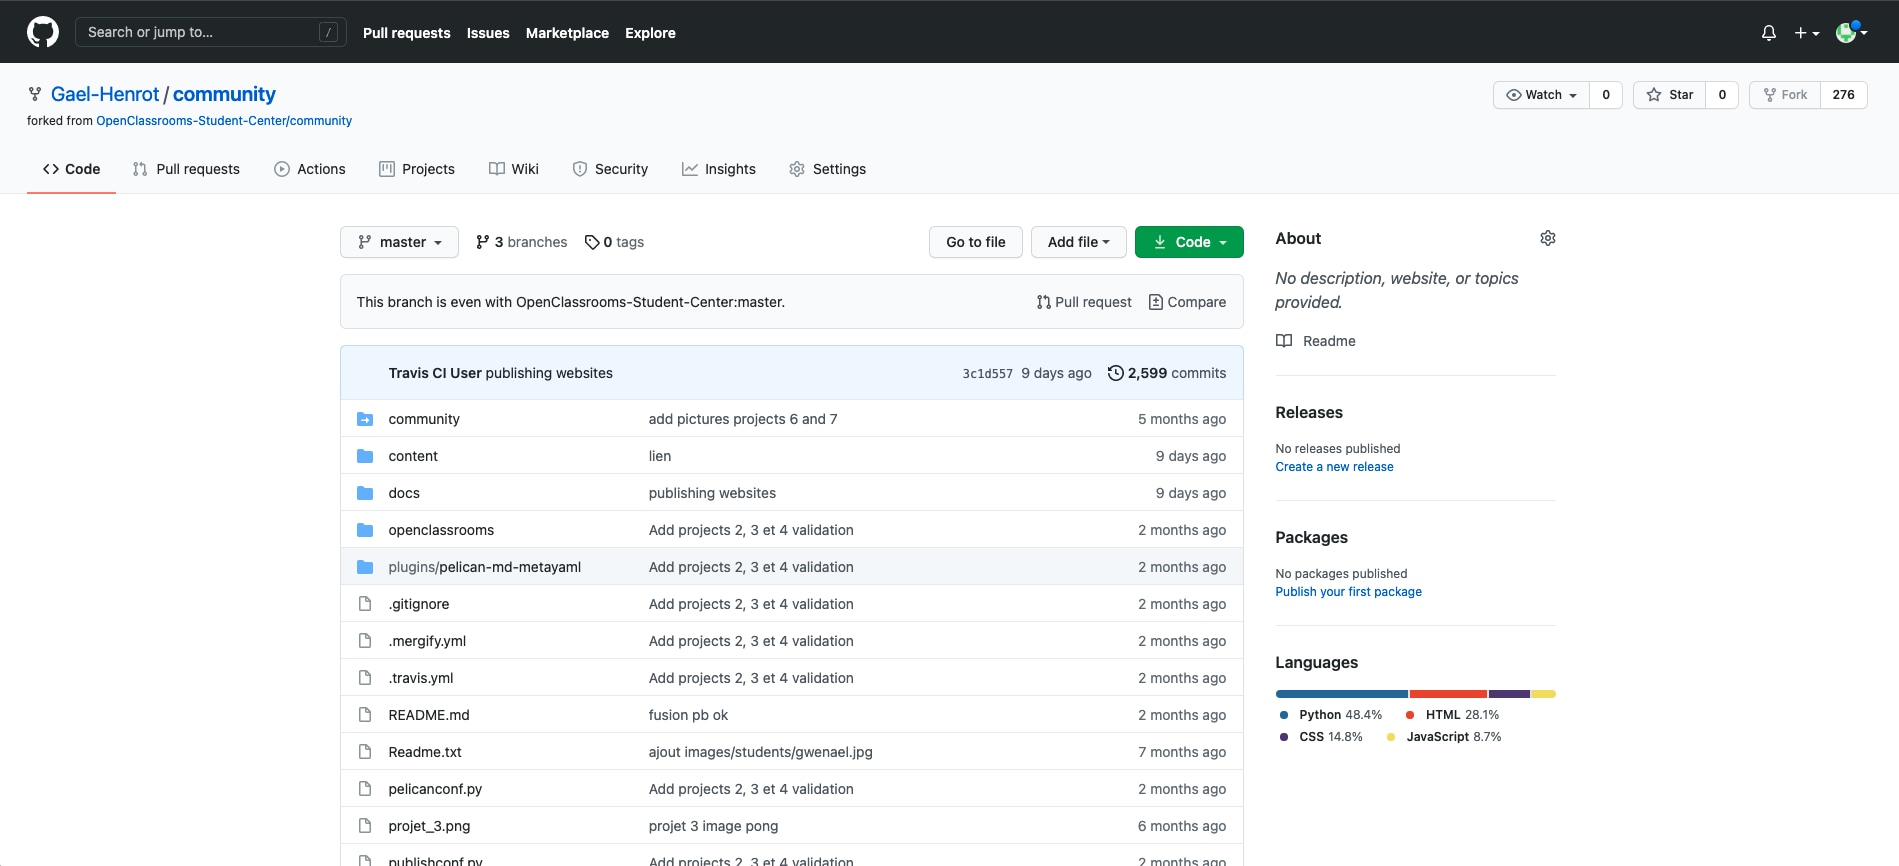 Search or jump to... /
Pull requests Issues Marketplace Explore
Gael-Henrot / community
Watch 0 Star 0 Fork 276
forked from OpenClassrooms-Student-Center/community
Code Pull requests Actions Projects Wiki Security Insights Settings
master 3 branches 0 tags Go to file Add file Code
This branch is even with OpenClassrooms-Student-Center:master. Pull request Compare
Travis CI User publishing websites 3c1d557 9 days ago 2,599 commits
community add pictures projects 6 and 7 5 months ago
content lien 9 days ago
docs publishing websites 9 days ago
openclassrooms Add projects 2, 3 et 4 validation 2 months ago
plugins/pelican-md-metayaml Add projects 2, 3 et 4 validation 2 months ago
.gitignore Add projects 2, 3 et 4 validation 2 months ago
.mergify.yml Add projects 2, 3 et 4 validation 2 months ago
.travis.yml Add projects 2, 3 et 4 validation 2 months ago
README.md fusion pb ok 2 months ago
Readme.txt ajout images/students/gwenael.jpg 7 months ago
pelicanconf.py Add projects 2, 3 et 4 validation 2 months ago
projet_3.png projet 3 image pong 6 months ago
publishconf.py Add projects 2, 3 et 4 validation 2 months ago
About
No description, website, or topics
provided.
Readme
Releases
No releases published
Create a new release
Packages
No packages published
Publish your first package
Languages
Python 48.4% HTML 28.1%
CSS 14.8% JavaScript 8.7%